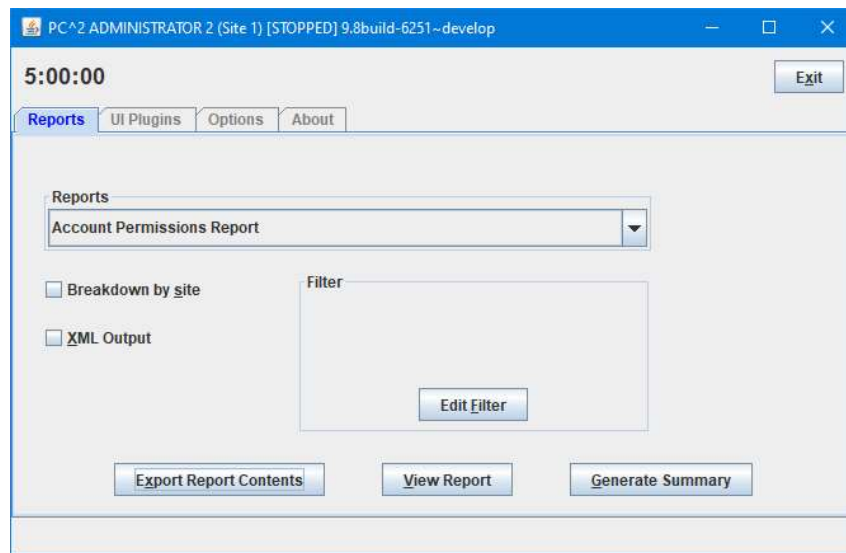 PC^2 ADMINISTRATOR 2 (Site 1) [STOPPED] 9.8build-6251~develop
5:00:00
Exit
Reports UI Plugins Options About
Reports
Account Permissions Report
Breakdown by site
Filter
XML Output
Edit Filter
Export Report Contents View Report Generate Summary